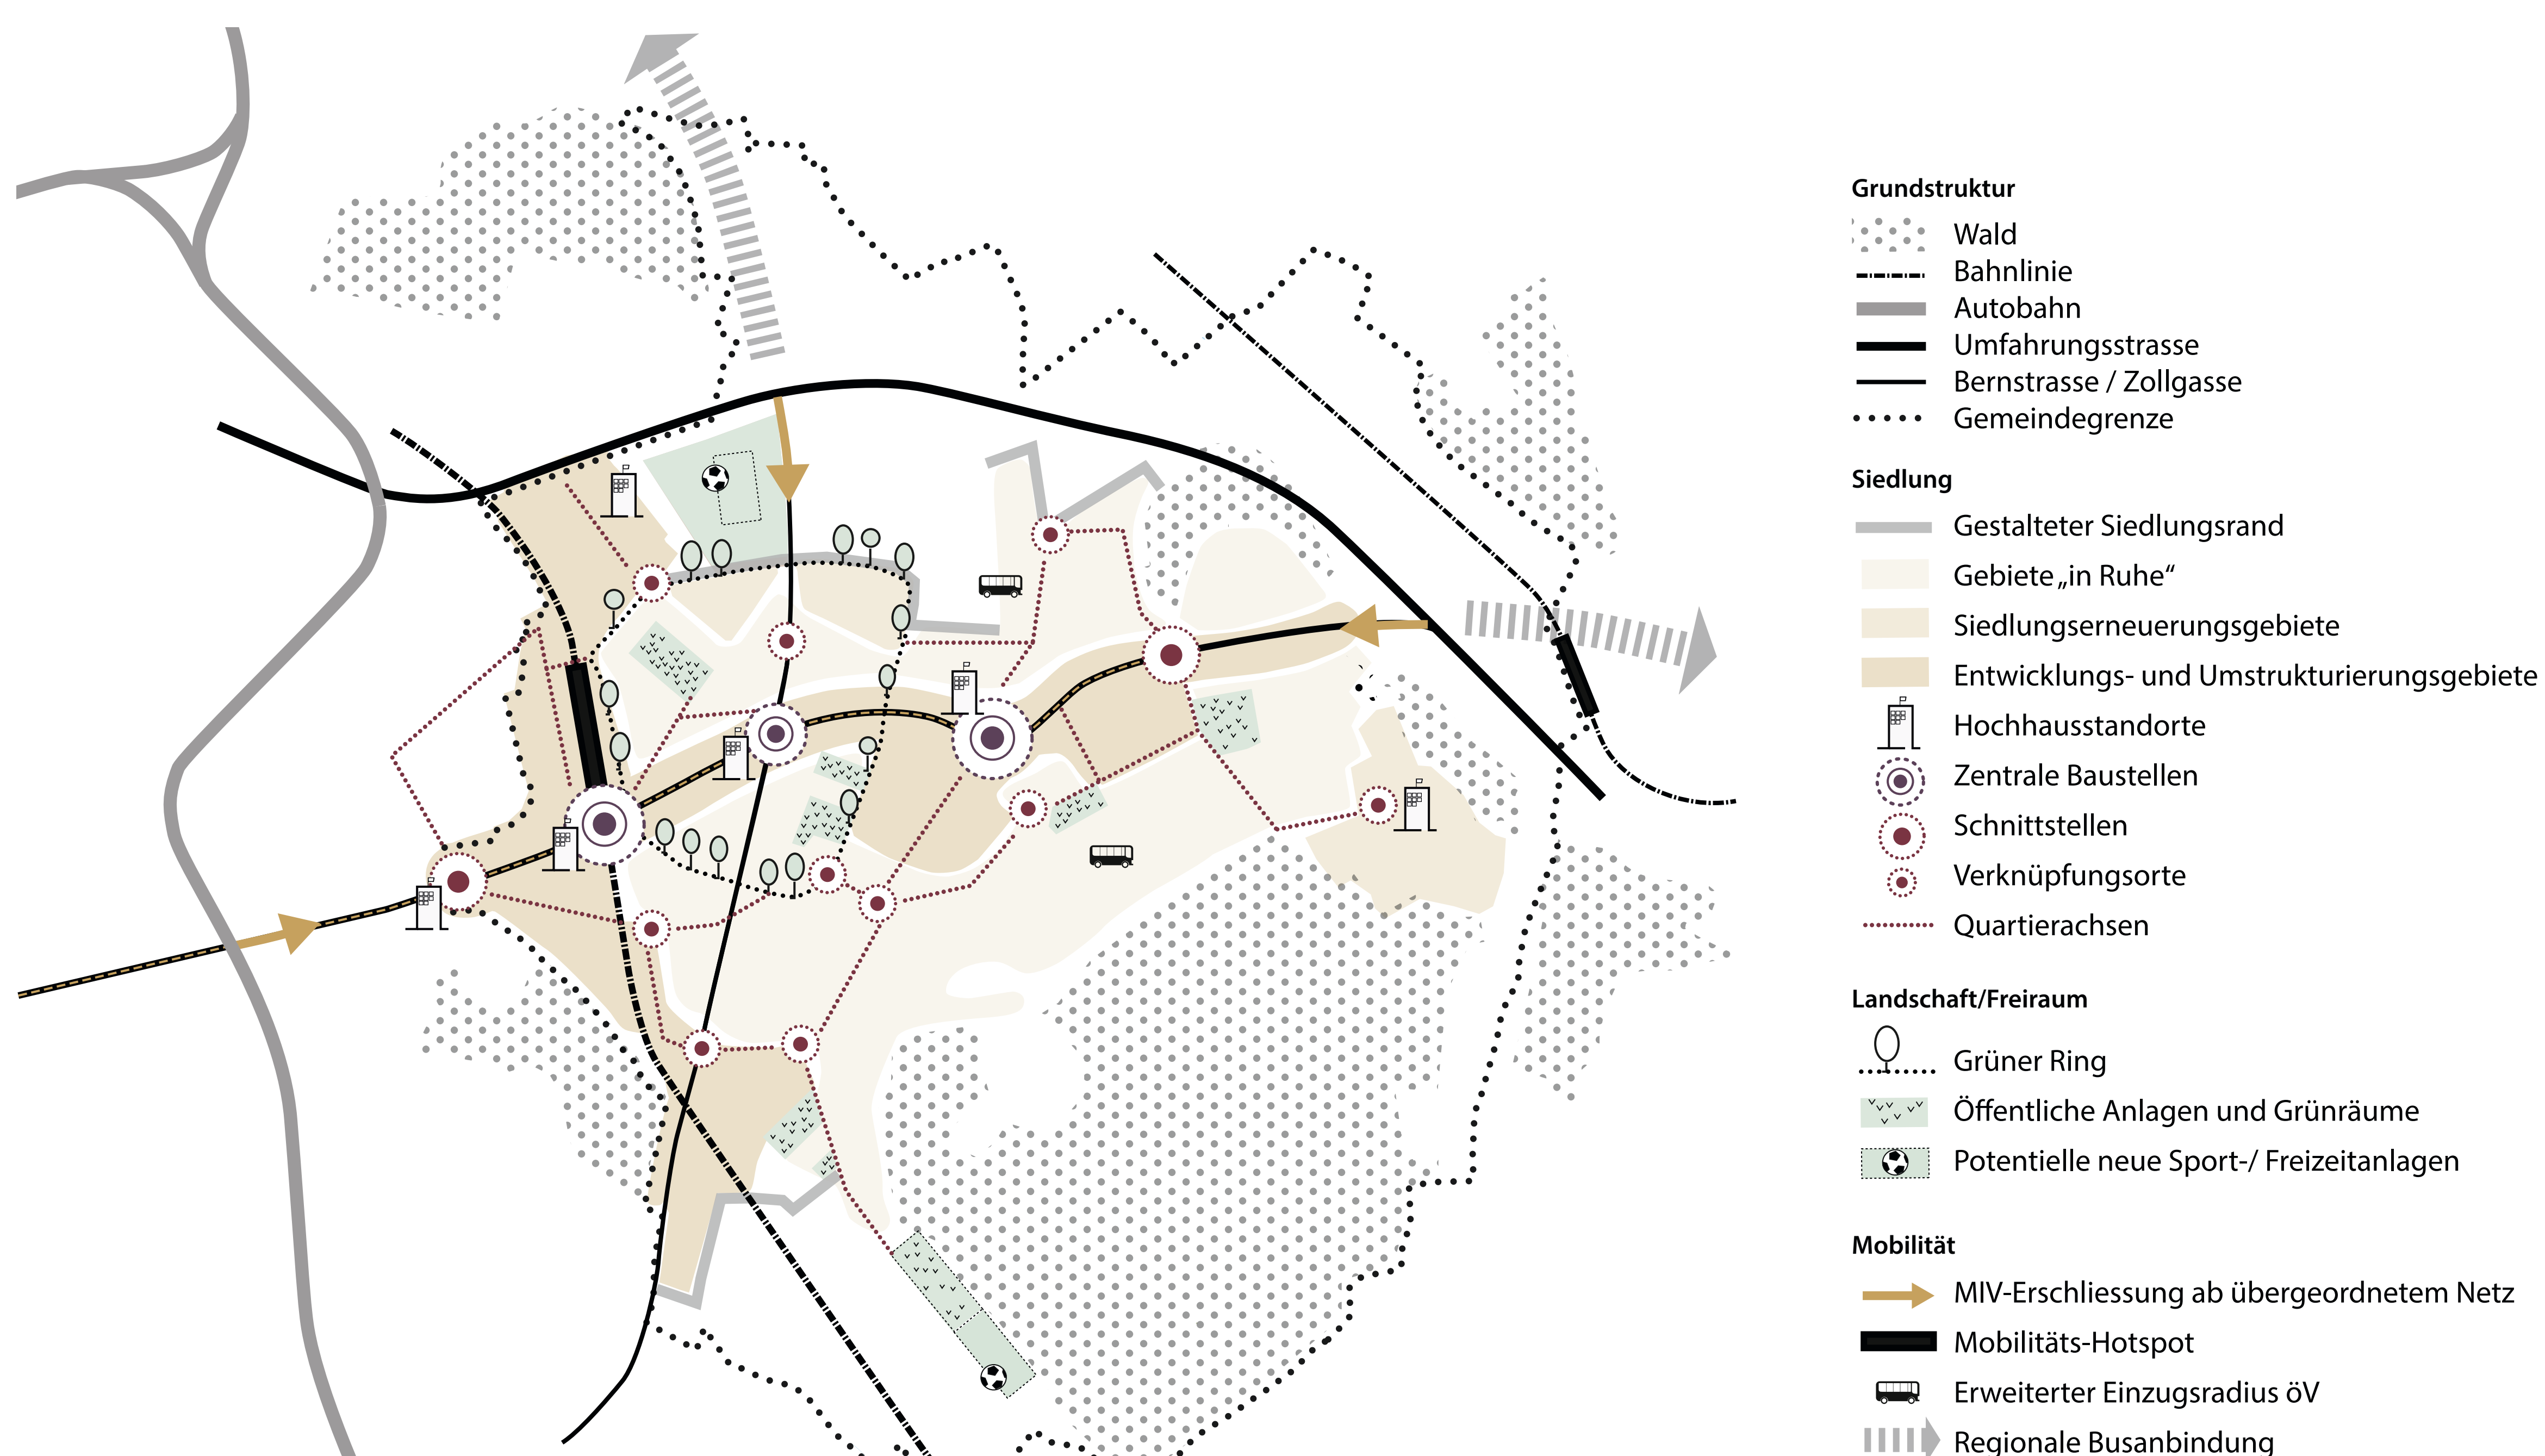 Grundstruktur
Wald
Bahnlinie
Autobahn
Umfahrungsstrasse
Bernstrasse / Zollgasse
Gemeindegrenze
Siedlung
Gestalteter Siedlungsrand
Gebiete „in Ruhe“
Siedlungserneuerungsgebiete
Entwicklungs- und Umstrukturierungsgebiete
Hochhausstandorte
Zentrale Baustellen
Schnittstellen
Verknüpfungsorte
Quartierachsen
Landschaft/Freiraum
Grüner Ring
Öffentliche Anlagen und Grünräume
Potentielle neue Sport-/ Freizeitanlagen
Mobilität
MIV-Erschliessung ab übergeordnetem Netz
Mobilitäts-Hotspot
Erweiterter Einzugsradius öV
Regionale Busanbindung